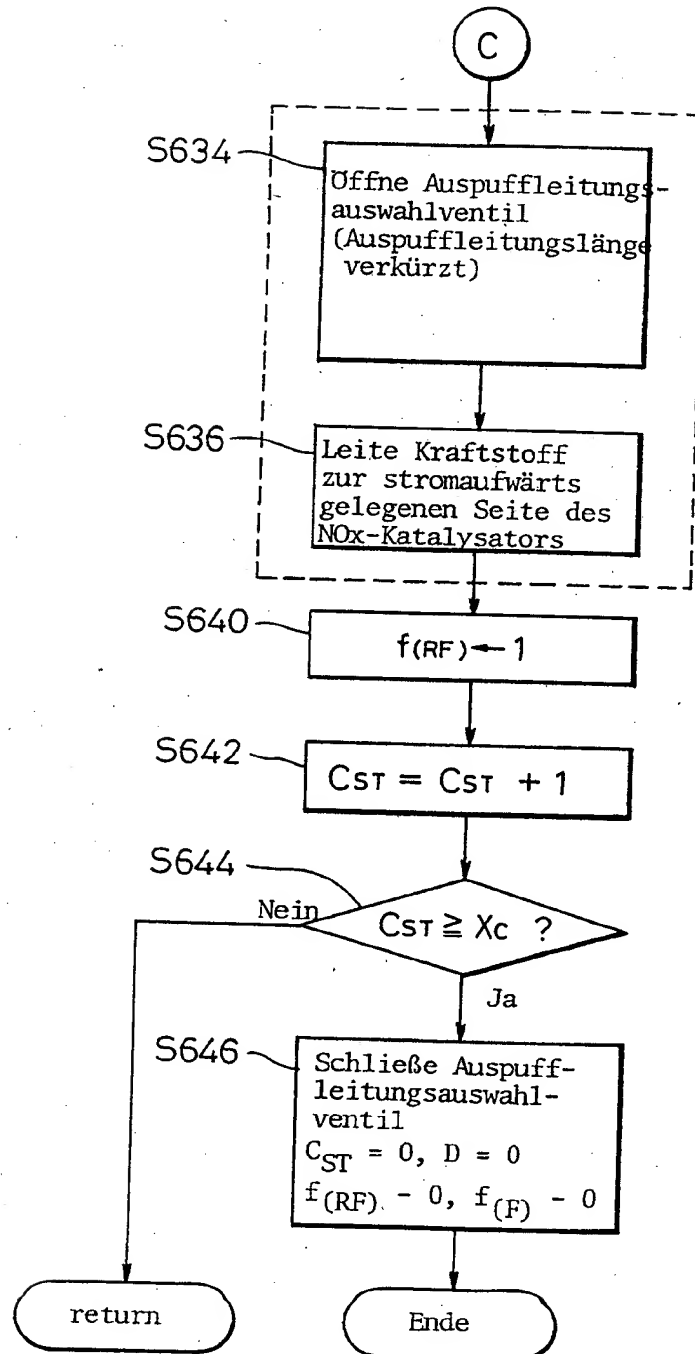 C
S634
Öffne Auspuffleitungs-
auswahlventil
(Auspuffleitungslänge
verkürzt)
S636
Leite Kraftstoff
zur stromaufwärts
gelegenen Seite des
NOx-Katalysators
S640
f(RF)←1
S642
CST = CST + 1
S644
Nein
CST ≧ Xc ?
Ja
S646
Schließe Auspuff-
leitungsauswahl-
ventil
CST = 0, D = 0
f(RF) - 0, f(F) - 0
return
Ende